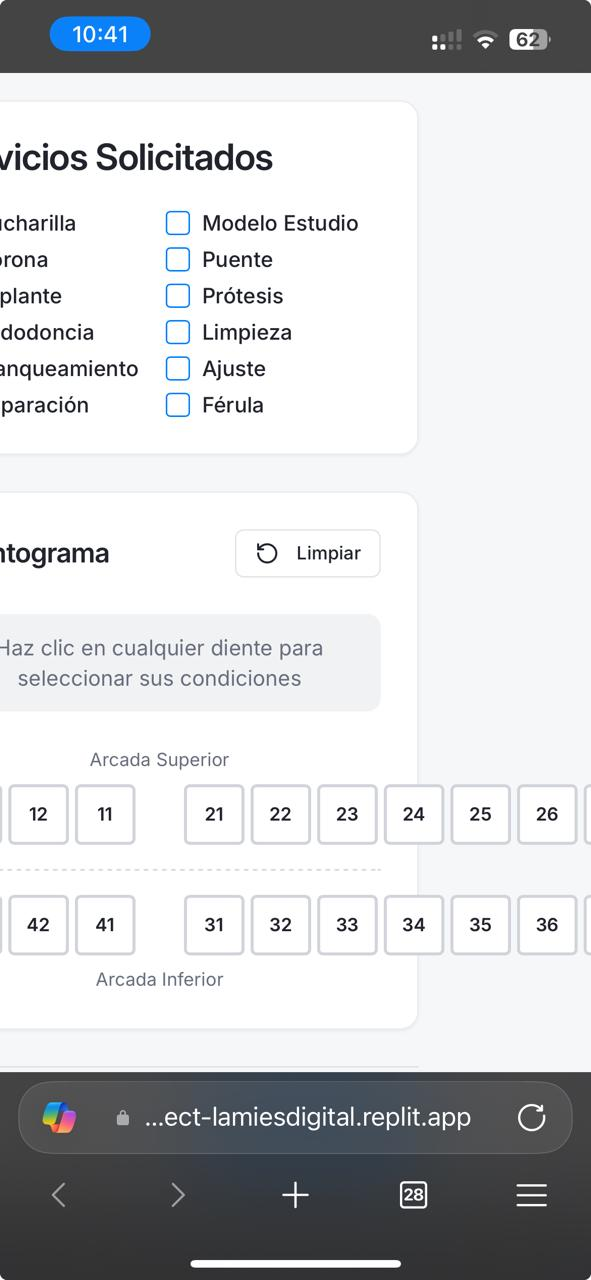 10:41
62
vicios Solicitados
ucharilla
Modelo Estudio
orona
Puente
plante
Prótesis
dodoncia
Limpieza
anqueamiento
Ajuste
paración
Férula
ntograma
Limpiar
Haz clic en cualquier diente para
seleccionar sus condiciones
Arcada Superior
12 11 21 22 23 24 25 26
42 41 31 32 33 34 35 36
Arcada Inferior
...ect-lamiesdigital.replit.app
28